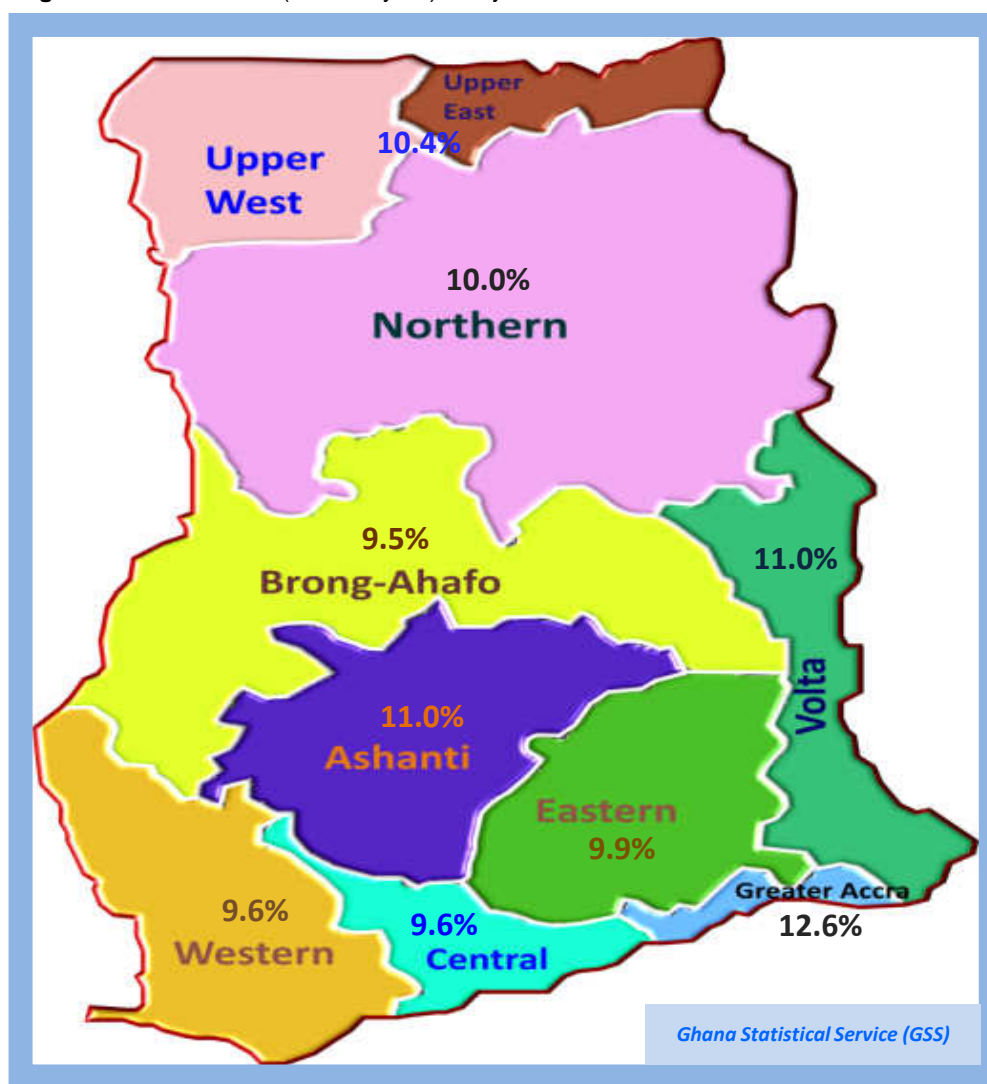 Upper
East
10.4%
Upper
West
10.0%
Northern
9.5%
Brong-Ahafo
11.0%
Volta
11.0%
Ashanti
Eastern
9.9%
Greater Accra
12.6%
9.6%
Western
9.6%
Central
Ghana Statistical Service (GSS)